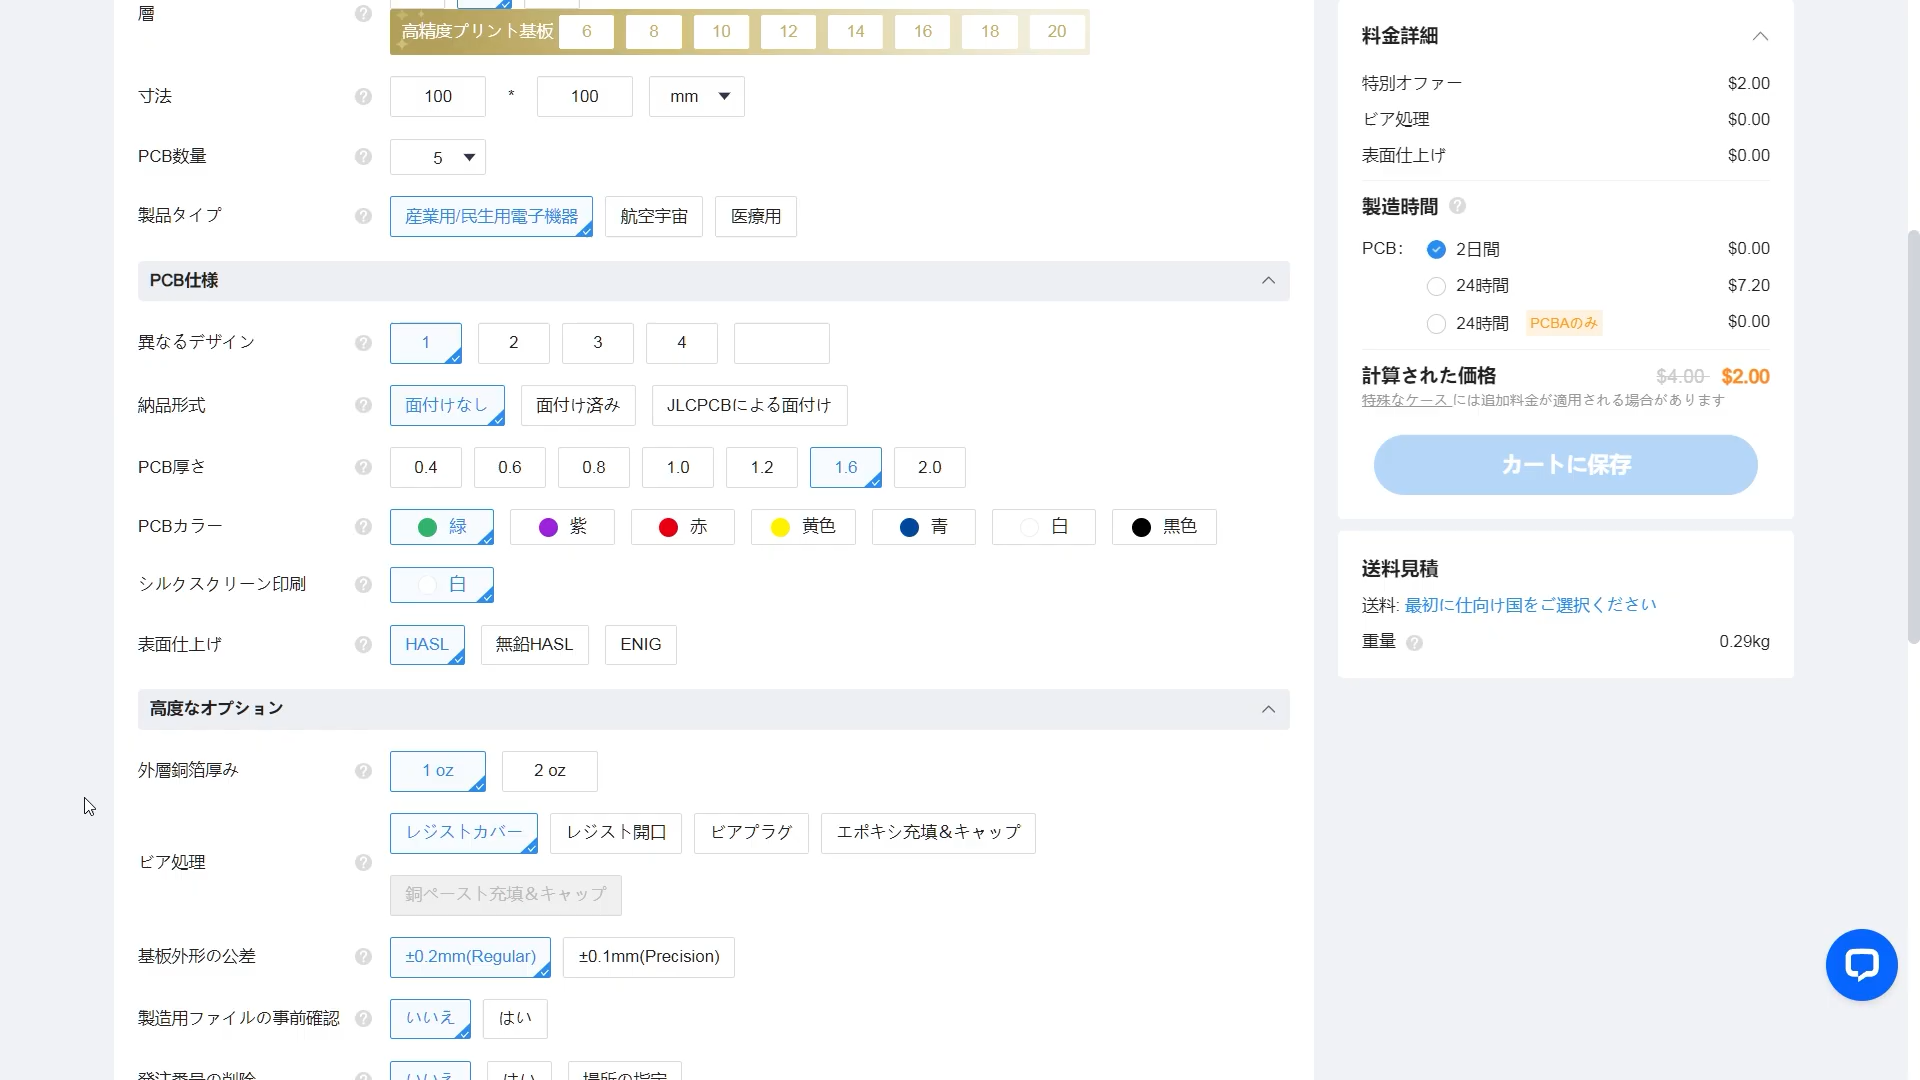 層
高精度プリント基板 6 8 10 12 14 16 18 20
寸法 100 * 100 mm
PCB数量 5
製品タイプ 産業用/民生用電子機器 航空宇宙 医療用
PCB仕様
異なるデザイン 1 2 3 4
納品形式 面付けなし 面付け済み JLCPCBによる面付け
PCB厚さ 0.4 0.6 0.8 1.0 1.2 1.6 2.0
PCBカラー 緑 紫 赤 黄色 青 白 黒色
シルクスクリーン印刷 白
表面仕上げ HASL 無鉛HASL ENIG
高度なオプション
外層銅箔厚み 1 oz 2 oz
レジストカバー レジスト開口 ビアプラグ エポキシ充填＆キャップ
ビア処理
銅ペースト充填＆キャップ
基板外形の公差 ±0.2mm(Regular) ±0.1mm(Precision)
製造用ファイルの事前確認 いいえ はい
発注番号の削除 いいえ はい 場所の指定
料金詳細
特別オファー $2.00
ビア処理 $0.00
表面仕上げ $0.00
製造時間
PCB: 2日間 $0.00
24時間 $7.20
24時間 PCBAのみ $0.00
計算された価格 $4.00 $2.00
特殊なケース には追加料金が適用される場合があります
カートに保存
送料見積
送料: 最初に仕向け国をご選択ください
重量 0.29kg